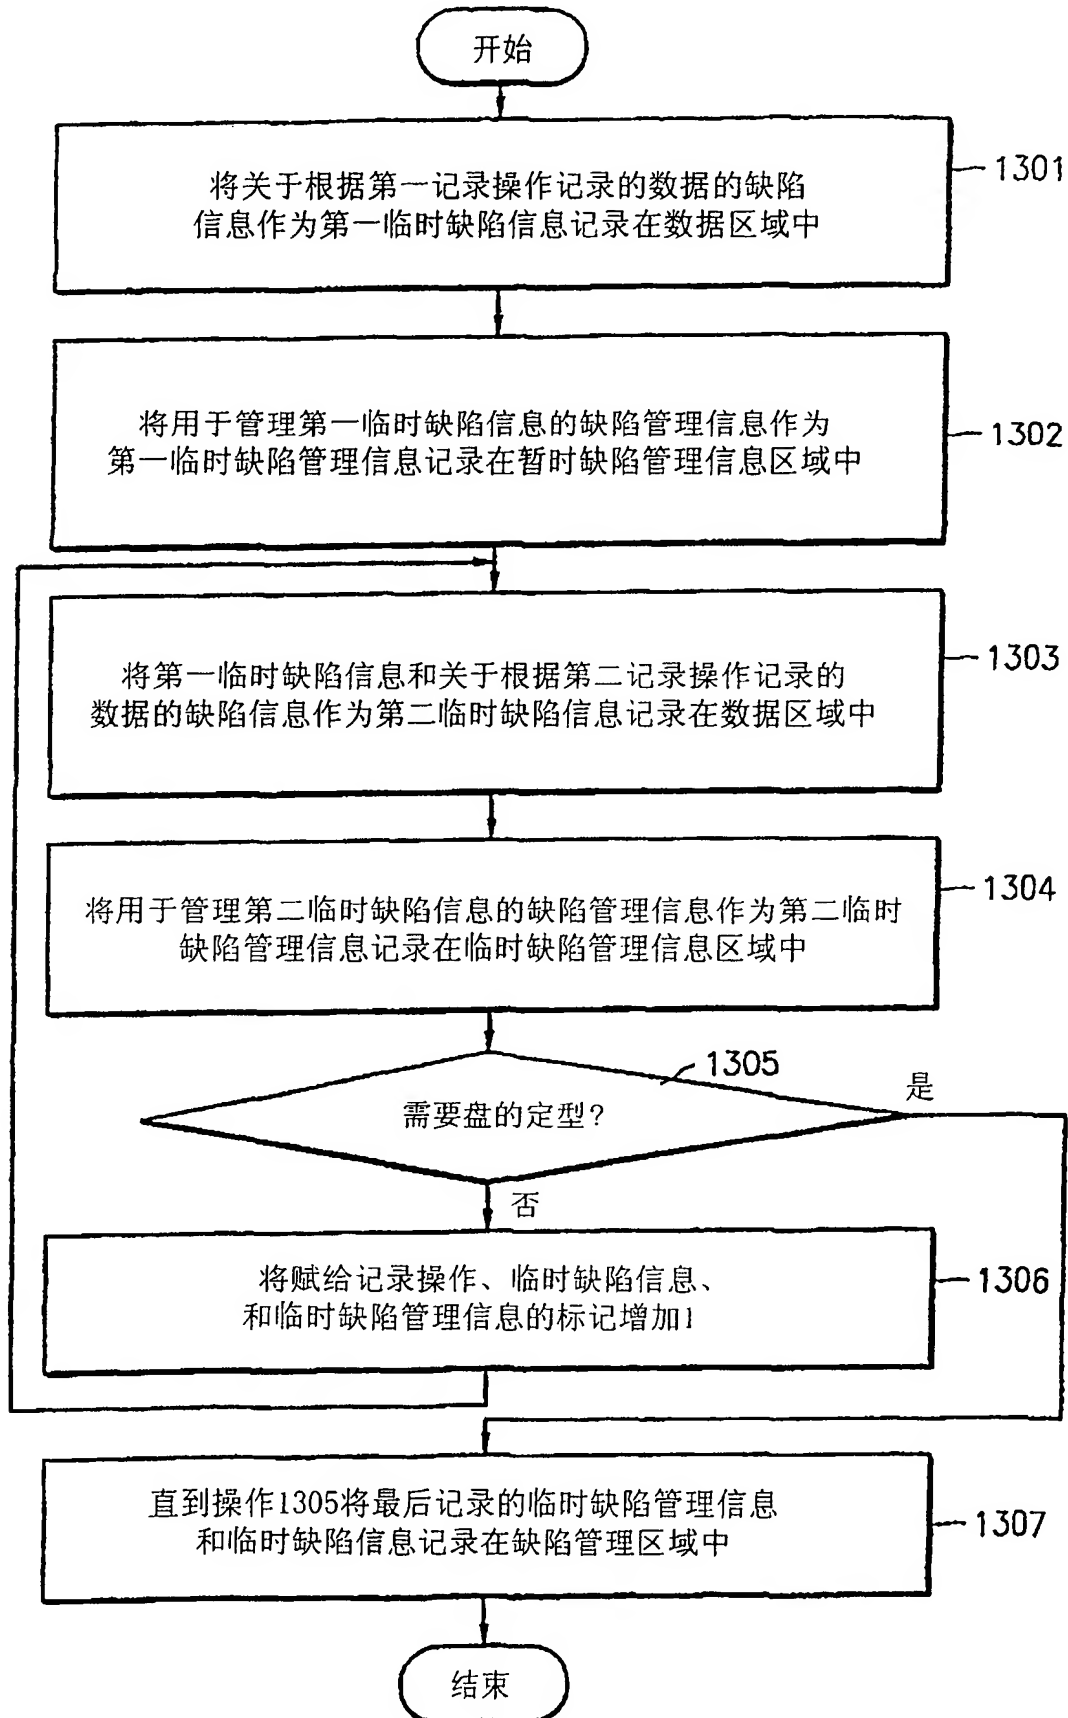 开始
将关于根据第一记录操作记录的数据的缺陷
信息作为第一临时缺陷信息记录在数据区域中
1301
将用于管理第一临时缺陷信息的缺陷管理信息作为
第一临时缺陷管理信息记录在暂时缺陷管理信息区域中
1302
将第一临时缺陷信息和关于根据第二记录操作记录的
数据的缺陷信息作为第二临时缺陷信息记录在数据区域中
1303
将用于管理第二临时缺陷信息的缺陷管理信息作为第二临时
缺陷管理信息记录在临时缺陷管理信息区域中
1304
1305
需要盘的定型?
是
否
将赋给记录操作、临时缺陷信息、
和临时缺陷管理信息的标记增加1
1306
直到操作1305将最后记录的临时缺陷管理信息
和临时缺陷信息记录在缺陷管理区域中
1307
结束